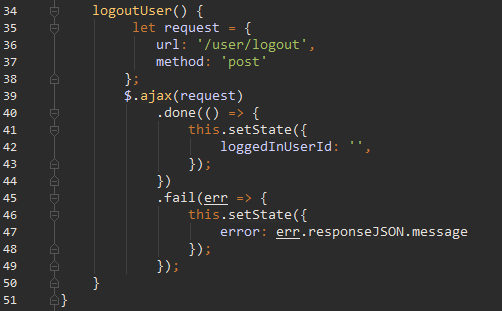 34 logoutUser() {
35 let request = {
36 url: '/user/logout',
37 method: 'post'
38 };
39 $.ajax(request)
40 .done(() => {
41 this.setState({
42 loggedInUserId: '',
43 });
44 })
45 .fail(err => {
46 this.setState({
47 error: err.responseJSON.message
48 });
49 });
50 }
51 }